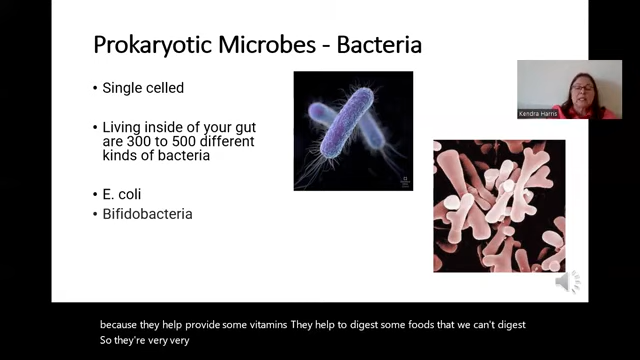 Prokaryotic Microbes - Bacteria
• Single celled
• Living inside of your gut
are 300 to 500 different
kinds of bacteria
• E. coli
• Bifidobacteria
Kendra Harris
because they help provide some vitamins They help to digest some foods that we can't digest
So they're very very